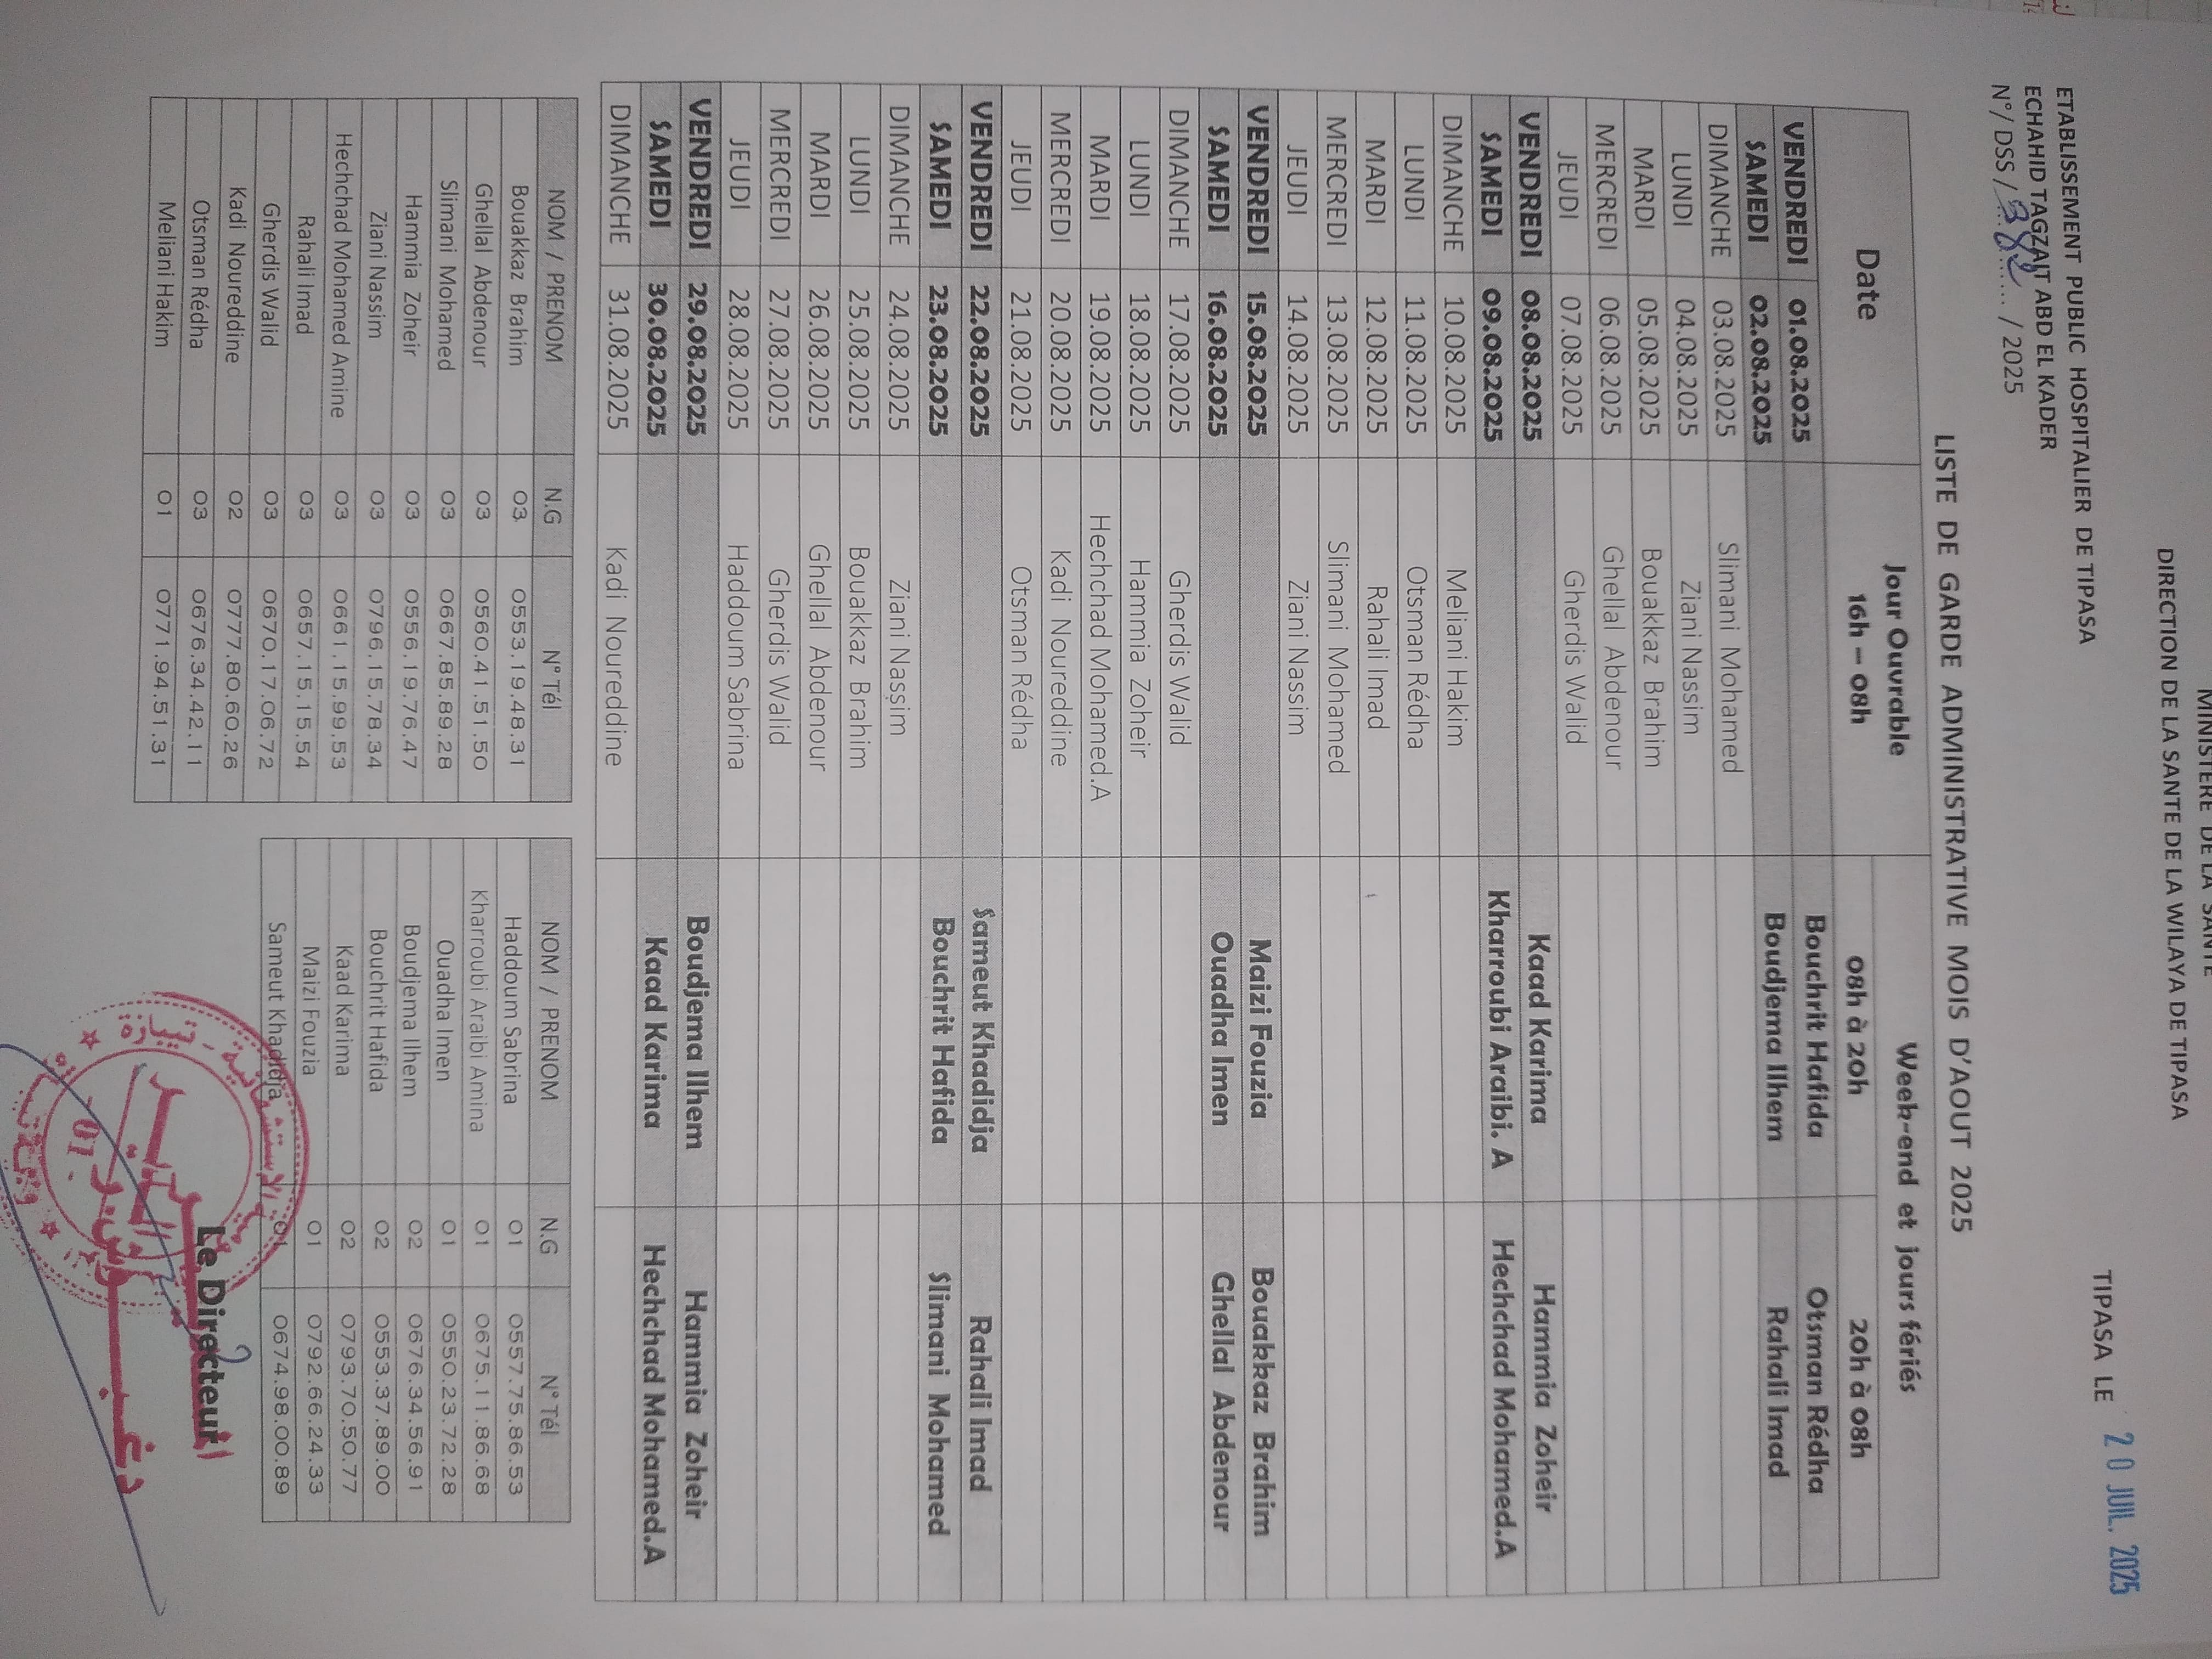 MINISTERE DE LA SANTE
DIRECTION DE LA SANTE DE LA WILAYA DE TIPASA
TIPASA LE 20 JUIL. 2025
ETABLISSEMENT PUBLIC HOSPITALIER DE TIPASA
ECHAHID TAGZAIT ABD EL KADER
N°/ DSS / 382 / 2025
LISTE DE GARDE ADMINISTRATIVE MOIS D'AOUT 2025
Date Jour Ouvrable 16h – 08h Week-end et jours fériés
08h à 20h 20h à 08h
VENDREDI 01.08.2025 Bouchrit Hafida Otsman Rédha
SAMEDI 02.08.2025 Boudjema Ilhem Rahali Imad
DIMANCHE 03.08.2025 Slimani Mohamed
LUNDI 04.08.2025 Ziani Nassim
MARDI 05.08.2025 Bouakkaz Brahim
MERCREDI 06.08.2025 Ghellal Abdenour
JEUDI 07.08.2025 Gherdis Walid
VENDREDI 08.08.2025 Kaad Karima Hammia Zoheir
SAMEDI 09.08.2025 Kharroubi Araibi. A Hechchad Mohamed.A
DIMANCHE 10.08.2025 Meliani Hakim
LUNDI 11.08.2025 Otsman Rédha
MARDI 12.08.2025 Rahali Imad
MERCREDI 13.08.2025 Slimani Mohamed
JEUDI 14.08.2025 Ziani Nassim
VENDREDI 15.08.2025 Maizi Fouzia Bouakkaz Brahim
SAMEDI 16.08.2025 Ouadha Imen Ghellal Abdenour
DIMANCHE 17.08.2025 Gherdis Walid
LUNDI 18.08.2025 Hammia Zoheir
MARDI 19.08.2025 Hechchad Mohamed.A
MERCREDI 20.08.2025 Kadi Noureddine
JEUDI 21.08.2025 Otsman Rédha
VENDREDI 22.08.2025 Sameut Khadidja Rahali Imad
SAMEDI 23.08.2025 Bouchrit Hafida Slimani Mohamed
DIMANCHE 24.08.2025 Ziani Nassim
LUNDI 25.08.2025 Bouakkaz Brahim
MARDI 26.08.2025 Ghellal Abdenour
MERCREDI 27.08.2025 Gherdis Walid
JEUDI 28.08.2025 Haddoum Sabrina
VENDREDI 29.08.2025 Boudjema Ilhem Hammia Zoheir
SAMEDI 30.08.2025 Kaad Karima Hechchad Mohamed.A
DIMANCHE 31.08.2025 Kadi Noureddine
NOM / PRENOM N.G N° Tél
Bouakkaz Brahim 03 0553.19.48.31
Ghellal Abdenour 03 0560.41.51.50
Slimani Mohamed 03 0667.85.89.28
Hammia Zoheir 03 0556.19.76.47
Ziani Nassim 03 0796.15.78.34
Hechchad Mohamed Amine 03 0661.15.99.53
Rahali Imad 03 0657.15.15.54
Gherdis Walid 03 0670.17.06.72
Kadi Noureddine 02 0777.80.60.26
Otsman Rédha 03 0676.34.42.11
Meliani Hakim 01 0771.94.51.31
NOM / PRENOM N.G N° Tél
Haddoum Sabrina 01 0557.75.86.53
Kharroubi Araibi Amina 01 0675.11.86.68
Ouadha Imen 01 0550.23.72.28
Boudjema Ilhem 02 0676.34.56.91
Bouchrit Hafida 02 0553.37.89.00
Kaad Karima 02 0793.70.50.77
Maizi Fouzia 01 0792.66.24.33
Sameut Khadidja 01 0674.98.00.89
Le Directeur
المديـر
- 01 -